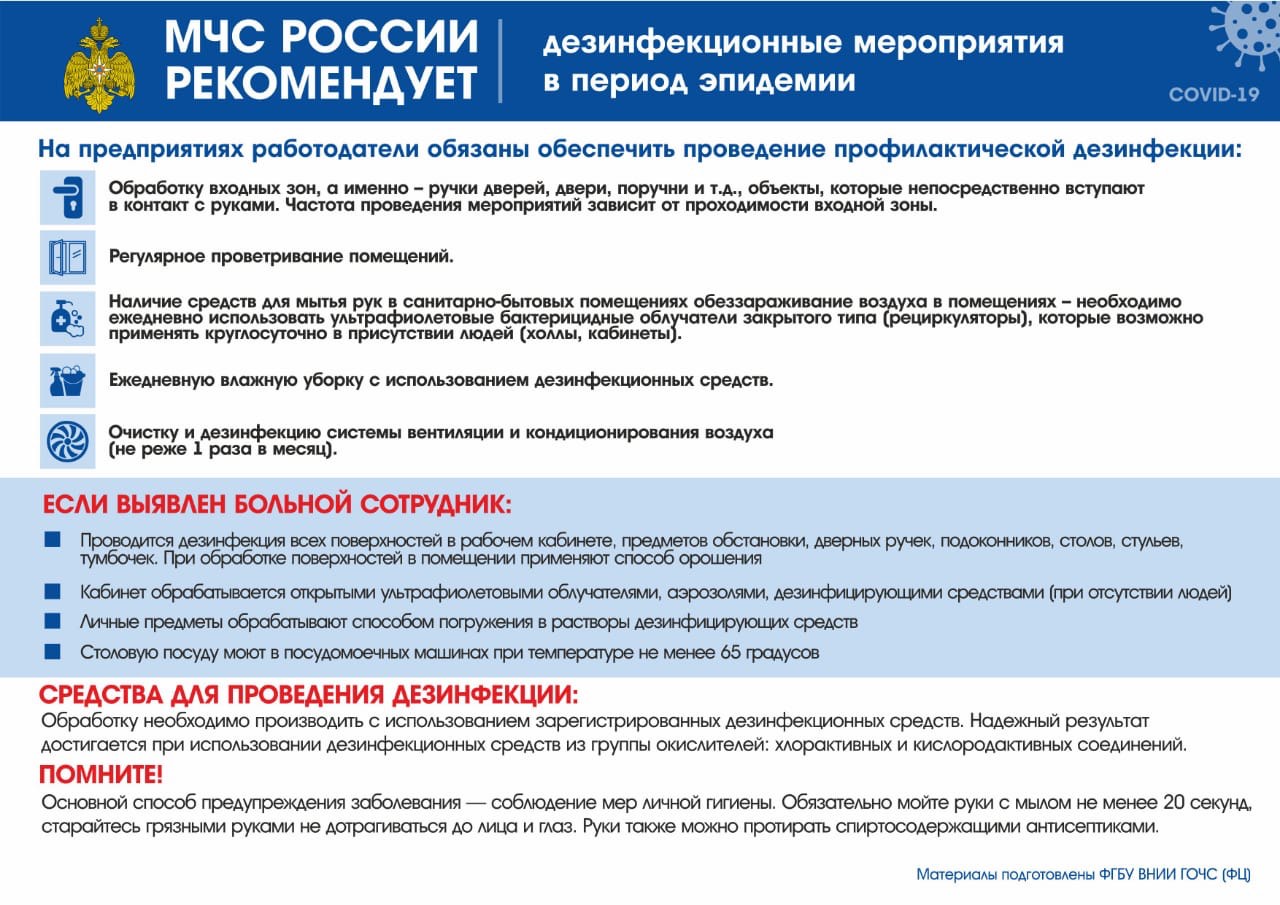 МЧС РОССИИ
РЕКОМЕНДУЕТ
дезинфекционные мероприятия
в период эпидемии
COVID-19
На предприятиях работодатели обязаны обеспечить проведение профилактической дезинфекции:
Обработку входных зон, а именно – ручки дверей, двери, поручни и т.д., объекты, которые непосредственно вступают
в контакт с руками. Частота проведения мероприятий зависит от проходимости входной зоны.
Регулярное проветривание помещений.
Наличие средств для мытья рук в санитарно-бытовых помещениях обеззараживание воздуха в помещениях – необходимо
ежедневно использовать ультрафиолетовые бактерицидные облучатели закрытого типа (рециркуляторы), которые возможно
применять круглосуточно в присутствии людей (холлы, кабинеты).
Ежедневную влажную уборку с использованием дезинфекционных средств.
Очистку и дезинфекцию системы вентиляции и кондиционирования воздуха
(не реже 1 раза в месяц).
ЕСЛИ ВЫЯВЛЕН БОЛЬНОЙ СОТРУДНИК:
Проводится дезинфекция всех поверхностей в рабочем кабинете, предметов обстановки, дверных ручек, подоконников, столов, стульев,
тумбочек. При обработке поверхностей в помещении применяют способ орошения
Кабинет обрабатывается открытыми ультрафиолетовыми облучателями, аэрозолями, дезинфицирующими средствами (при отсутствии людей)
Личные предметы обрабатывают способом погружения в растворы дезинфицирующих средств
Столовую посуду моют в посудомоечных машинах при температуре не менее 65 градусов
СРЕДСТВА ДЛЯ ПРОВЕДЕНИЯ ДЕЗИНФЕКЦИИ:
Обработку необходимо производить с использованием зарегистрированных дезинфекционных средств. Надежный результат
достигается при использовании дезинфекционных средств из группы окислителей: хлорактивных и кислородактивных соединений.
ПОМНИТЕ!
Основной способ предупреждения заболевания — соблюдение мер личной гигиены. Обязательно мойте руки с мылом не менее 20 секунд,
старайтесь грязными руками не дотрагиваться до лица и глаз. Руки также можно протирать спиртосодержащими антисептиками.
Материалы подготовлены ФГБУ ВНИИ ГОЧС (ФЦ)